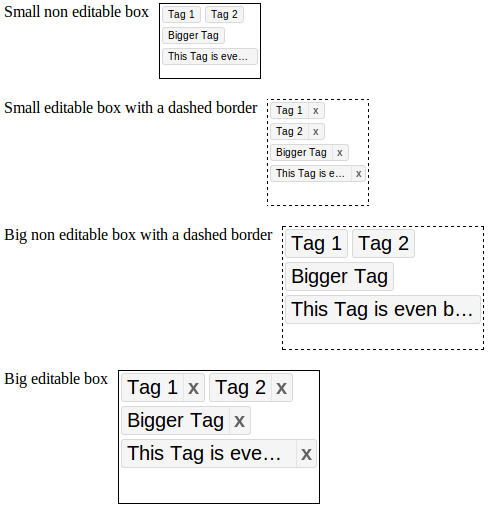 Small non editable box
Tag 1 Tag 2
Bigger Tag
This Tag is eve…
Small editable box with a dashed border
Tag 1 x
Tag 2 x
Bigger Tag x
This Tag is e… x
Big non editable box with a dashed border
Tag 1 Tag 2
Bigger Tag
This Tag is even b…
Big editable box
Tag 1 x Tag 2 x
Bigger Tag x
This Tag is eve… x